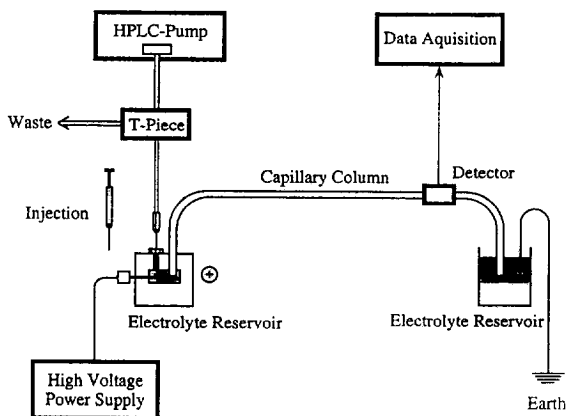 HPLC-Pump
Data Aquisition
Waste
T-Piece
Capillary Column
Detector
Injection
+
Electrolyte Reservoir
Electrolyte Reservoir
High Voltage
Power Supply
Earth